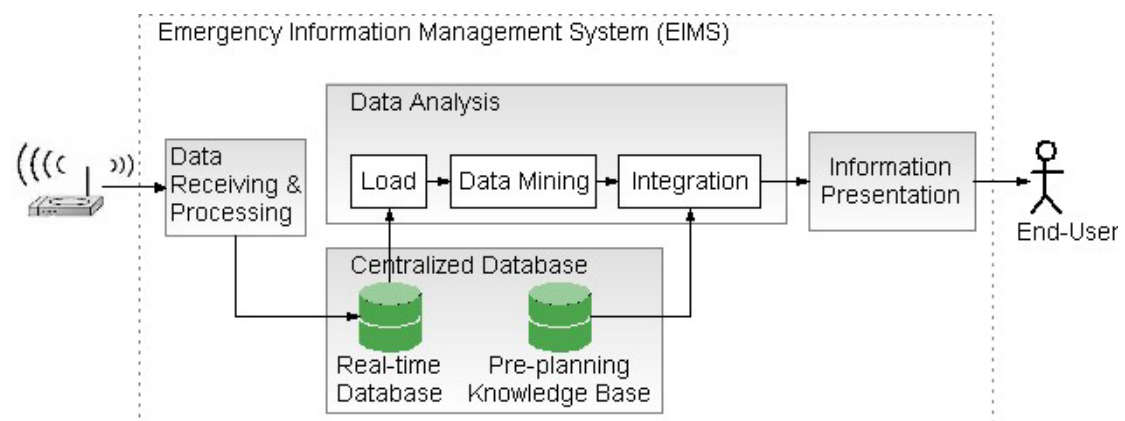 Emergency Information Management System (EIMS)
Data Analysis
Data
Receiving &
Processing
Load
Data Mining
Integration
Information
Presentation
End-User
Centralized Database
Real-time
Database
Pre-planning
Knowledge Base